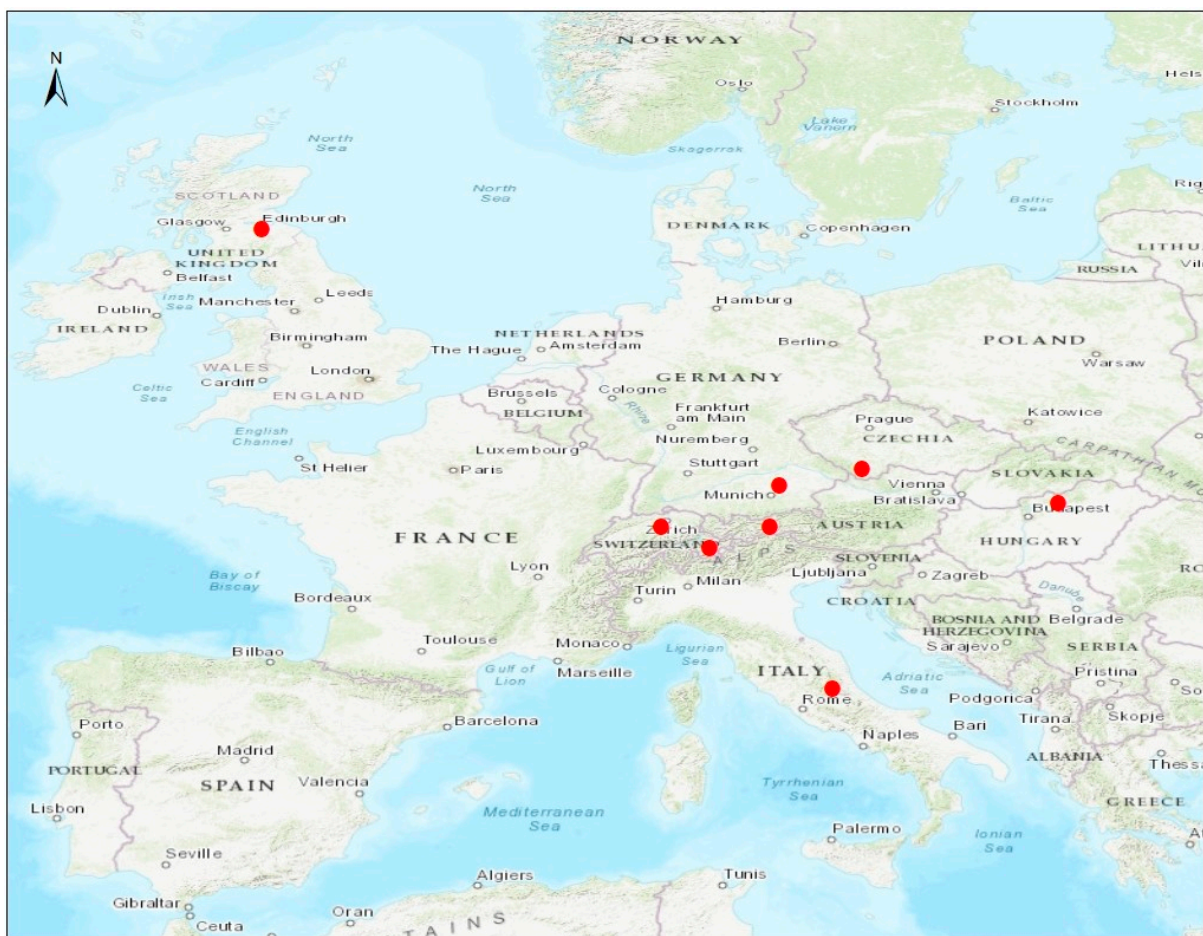 N
NORWAY
Oslo
Hels
Stockholm
Lake
Vanern
North
Sea
Skagerrak
North
Sea
SCOTLAND
Rig
Baltic
Sea
Glasgow
Edinburgh
DENMARK
Copenhagen
UNITED
KINGDOM
LITHU
Belfast
RUSSIA
Viln
Irish
Sea
Leeds
Manchester
Dublin
Hamburg
IRELAND
NETHERLANDS
Birmingham
Amsterdam
Berlin
POLAND
The Hague
Warsaw
WALES
London
GERMANY
Cardiff
Celtic
Sea
ENGLAND
Brussels
Cologne
BELGIUM
Rhine
Frankfurt
am Main
Katowice
Prague
English
Channel
CZECHIA
Nuremberg
Luxembourg
CARPATHIAN M
St Helier
Paris
Stuttgart
SLOVAKIA
Vienna
Munich
Bratislava
Budapest
Zurich
AUSTRIA
FRANCE
SWITZERLAND
HUNGARY
ALPS
SLOVENIA
Lyon
Ljubljana
Zagreb
RO
Bay of
Biscay
Milan
Turin
Danube
Bordeaux
CROATIA
BOSNIA AND
HERZEGOVINA
Belgrade
Toulouse
Monaco
Ligurian
Sea
Sarajevo
SERBIA
Bilbao
Gulf of
Lion
Marseille
ITALY
Adriatic
Sea
Pristina
Podgorica
So
Rome
Porto
Barcelona
Bari
Tirana
Skopje
Madrid
Naples
PORTUGAL
ALBANIA
Thessa
SPAIN
Valencia
Tyrrhenian
Sea
Lisbon
Mediterranean
Sea
GREECE
Palermo
Ionian
Sea
At
Seville
Algiers
Tunis
Gibraltar
Ceuta
Oran
TAINS